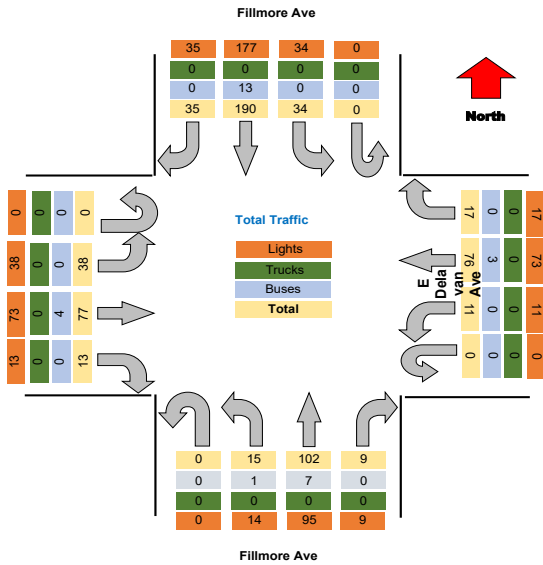 Fillmore Ave
35 177 34 0
0 0 0 0
0 13 0 0
35 190 34 0
North
0 0 0 0
38 0 0 38
73 0 4 77
13 0 0 13
Total Traffic
Lights
Trucks
Buses
Total
17 0 0 17
76 3 0 73
11 0 0 11
0 0 0 0
E
Dela
van
Ave
0 15 102 9
0 1 7 0
0 0 0 0
0 14 95 9
Fillmore Ave